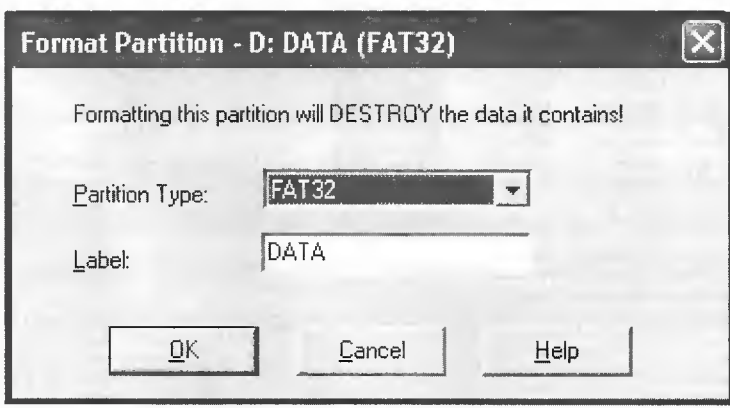 Format Partition - D: DATA (FAT32)
Formatting this partition will DESTROY the data it contains!
Partition Type: FAT32
Label: DATA
OK Cancel Help